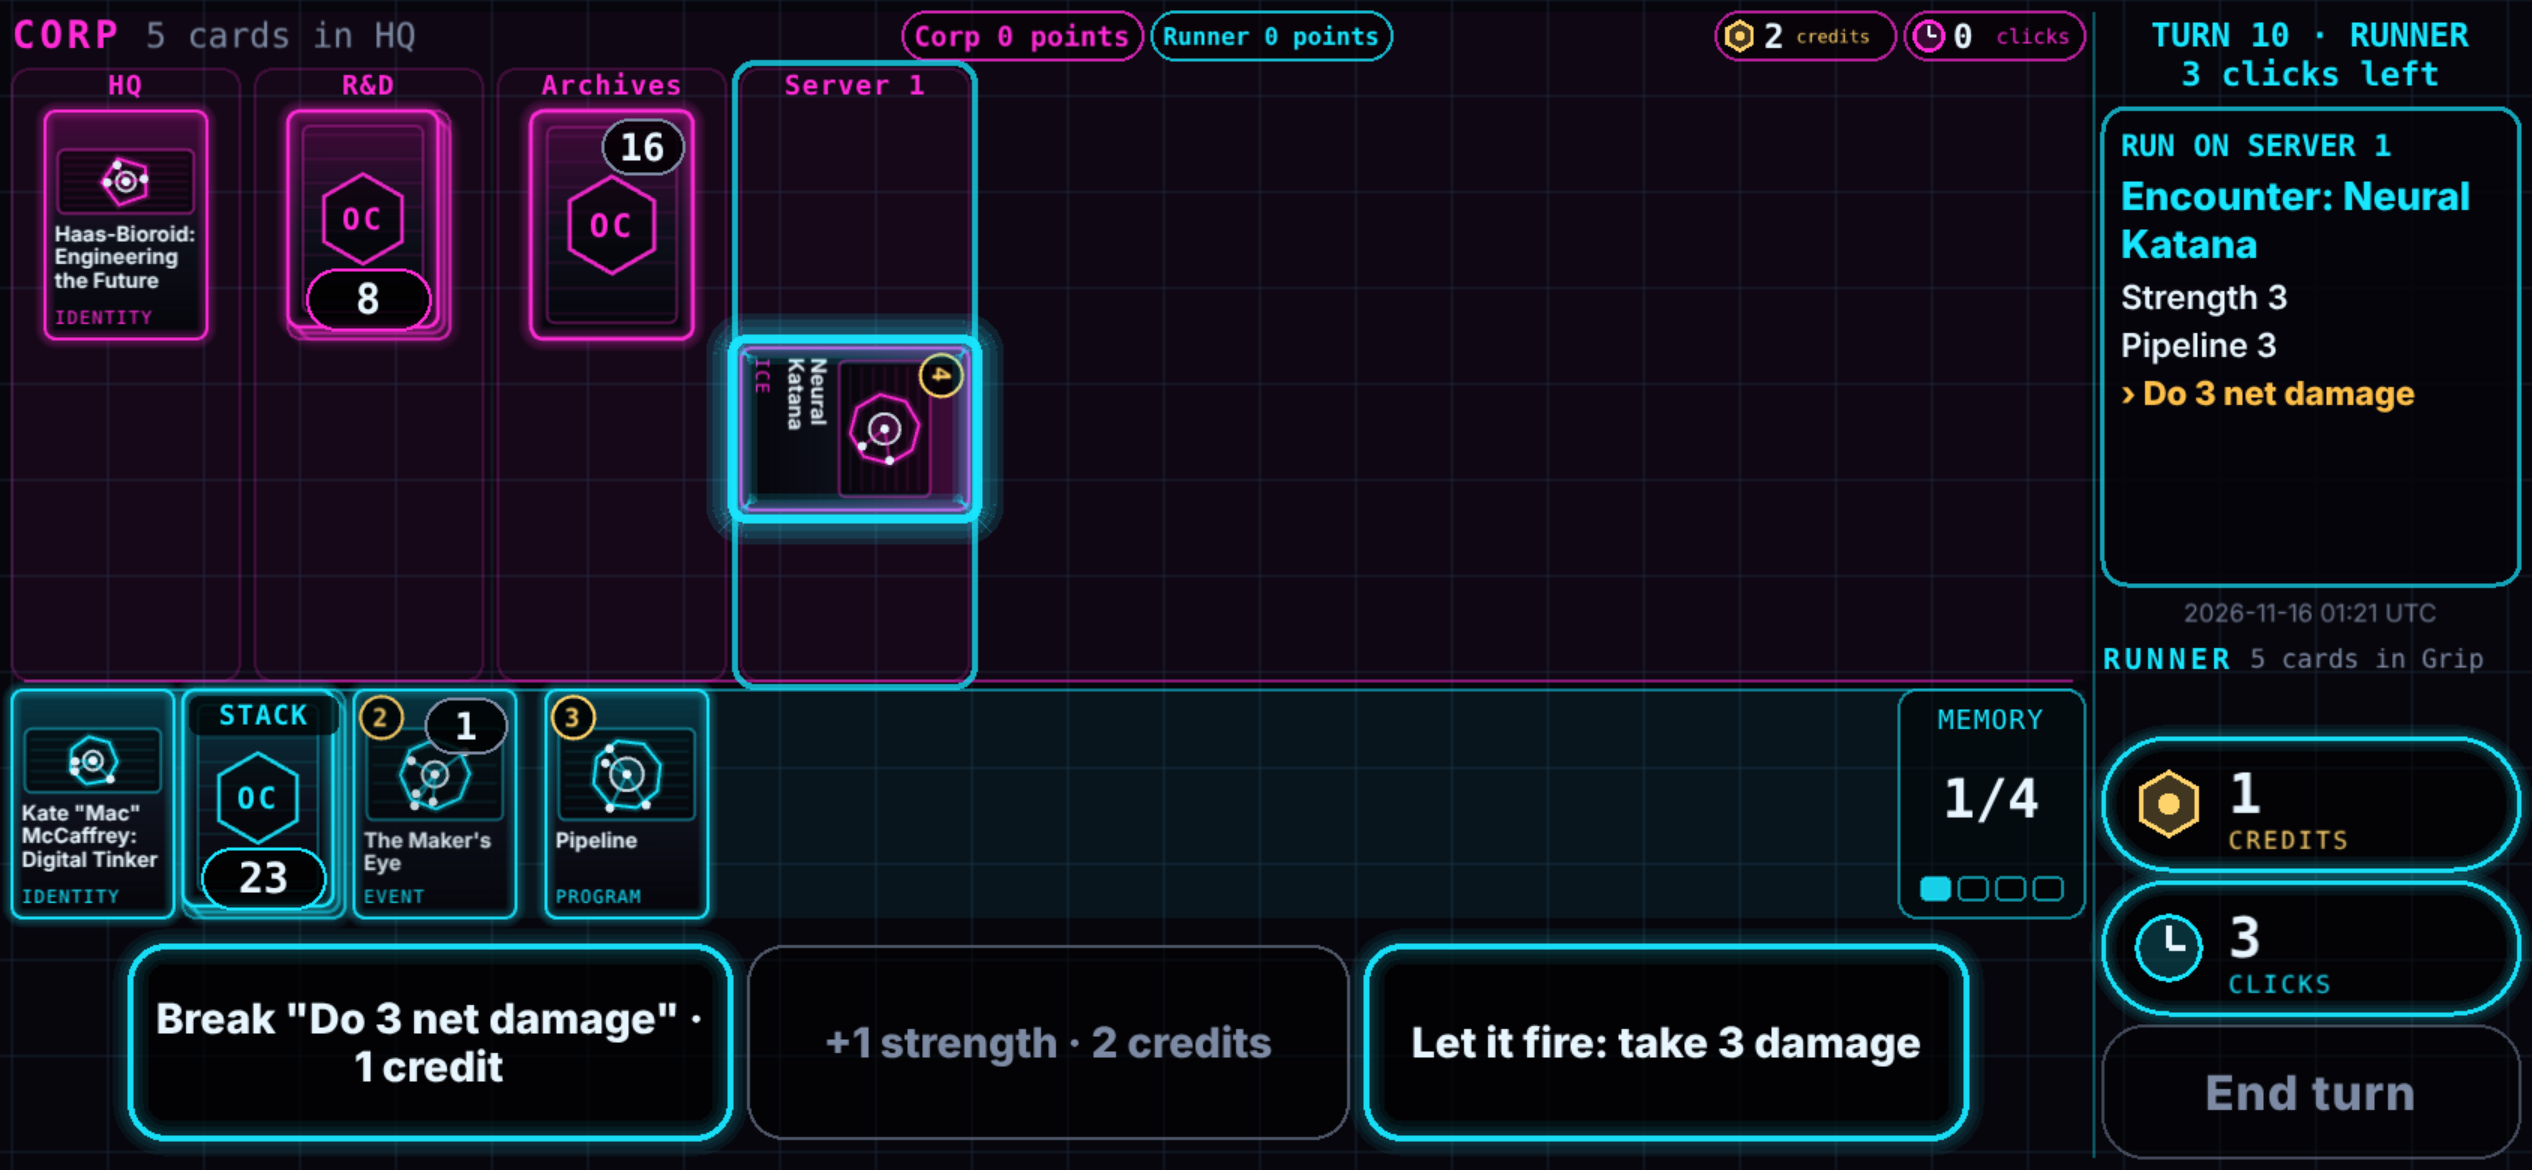 CORP 5 cards in HQ
Corp 0 points
Runner 0 points
2 credits
0 clicks
HQ
R&D
Archives
Server 1
Haas-Bioroid:
Engineering
the Future
IDENTITY
OC
8
16
OC
Neural
Katana
ICE
4
TURN 10 · RUNNER
3 clicks left
RUN ON SERVER 1
Encounter: Neural
Katana
Strength 3
Pipeline 3
› Do 3 net damage
2026-11-16 01:21 UTC
RUNNER 5 cards in Grip
Kate "Mac"
McCaffrey:
Digital Tinker
IDENTITY
STACK
OC
23
2
1
The Maker's
Eye
EVENT
3
Pipeline
PROGRAM
MEMORY
1/4
1
CREDITS
3
CLICKS
Break "Do 3 net damage" ·
1 credit
+1 strength · 2 credits
Let it fire: take 3 damage
End turn